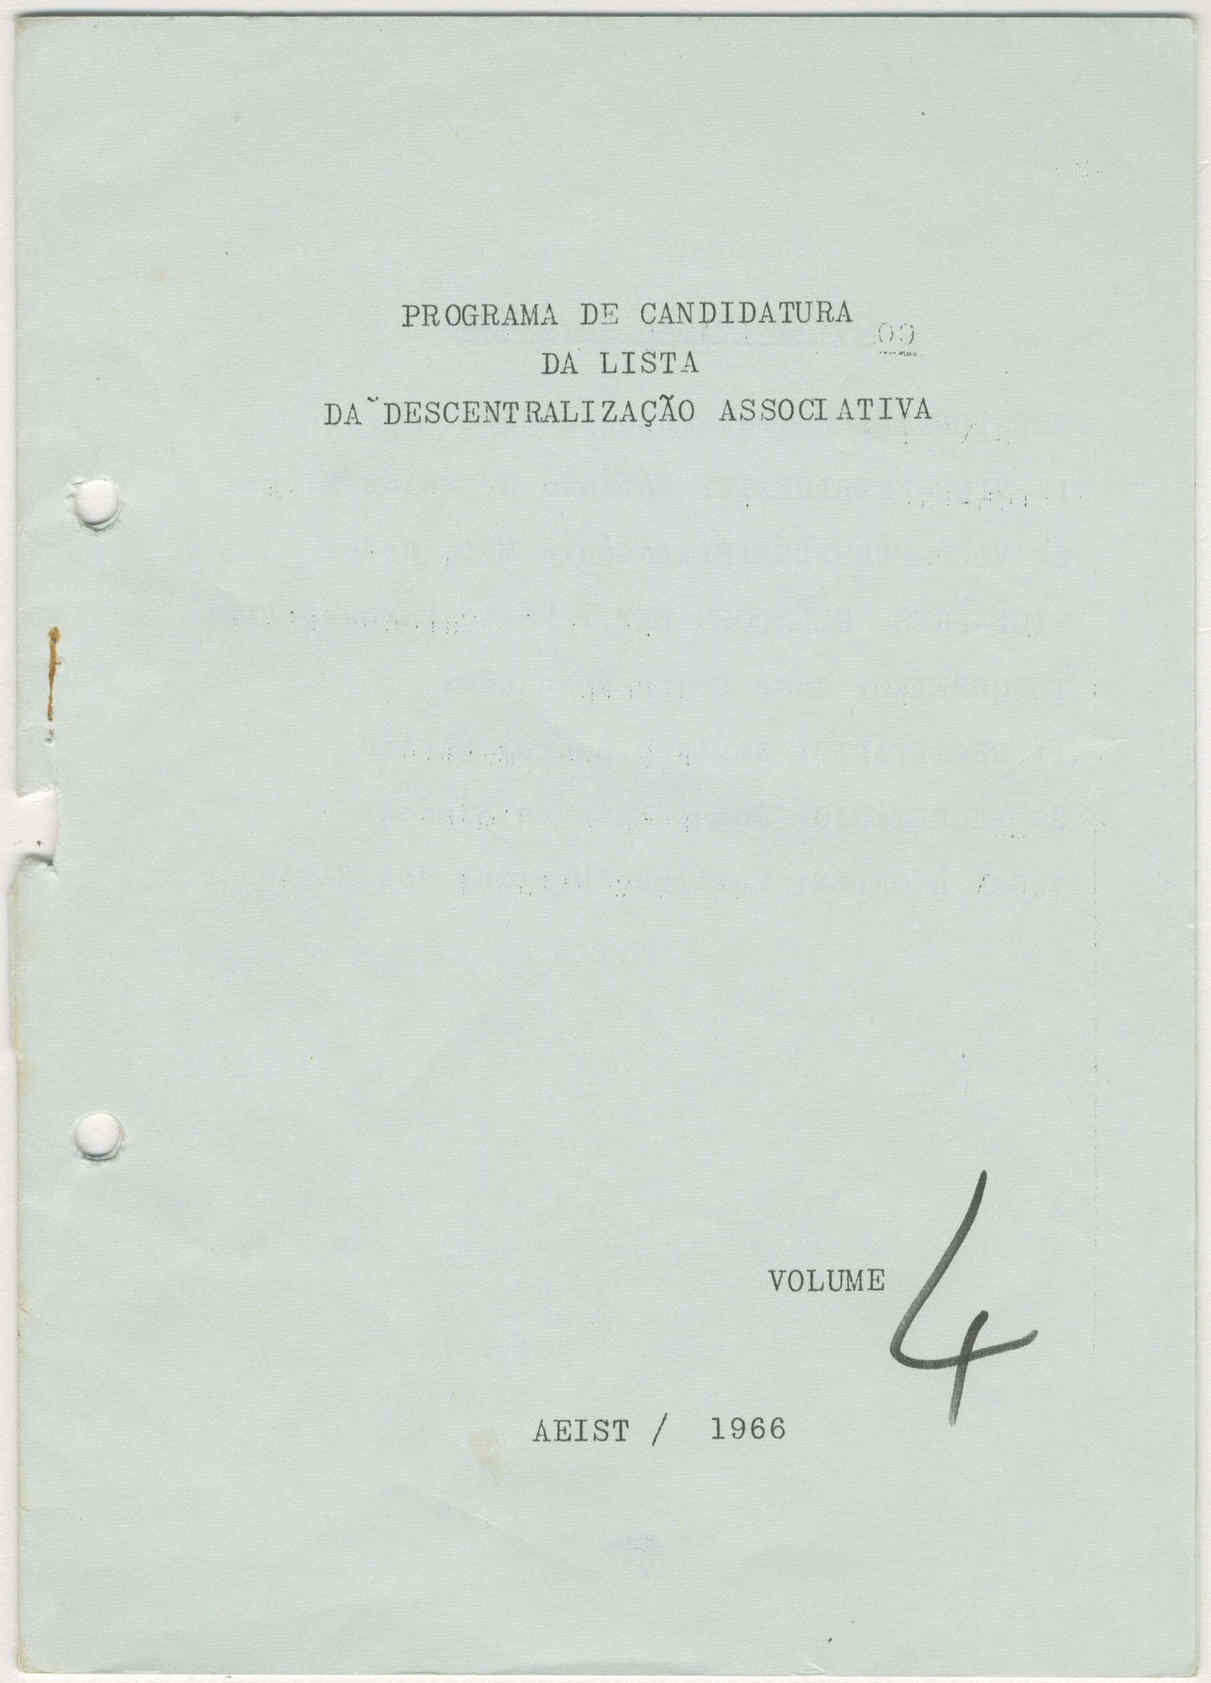 PROGRAMA DE CANDIDATURA
DA LISTA
DA DESCENTRALIZAÇÃO ASSOCIATIVA
VOLUME 4
AEIST / 1966